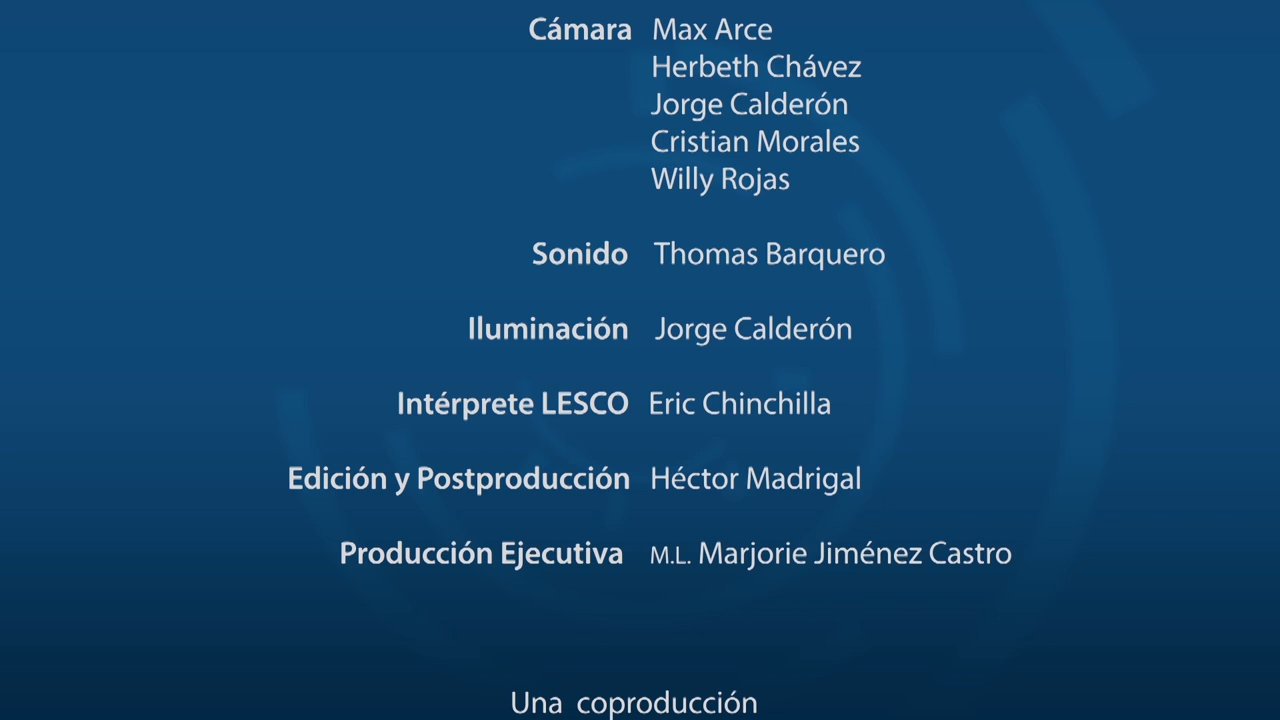 Cámara Max Arce
Herbeth Chávez
Jorge Calderón
Cristian Morales
Willy Rojas
Sonido Thomas Barquero
Iluminación Jorge Calderón
Intérprete LESCO Eric Chinchilla
Edición y Postproducción Héctor Madrigal
Producción Ejecutiva M.L. Marjorie Jiménez Castro
Una coproducción